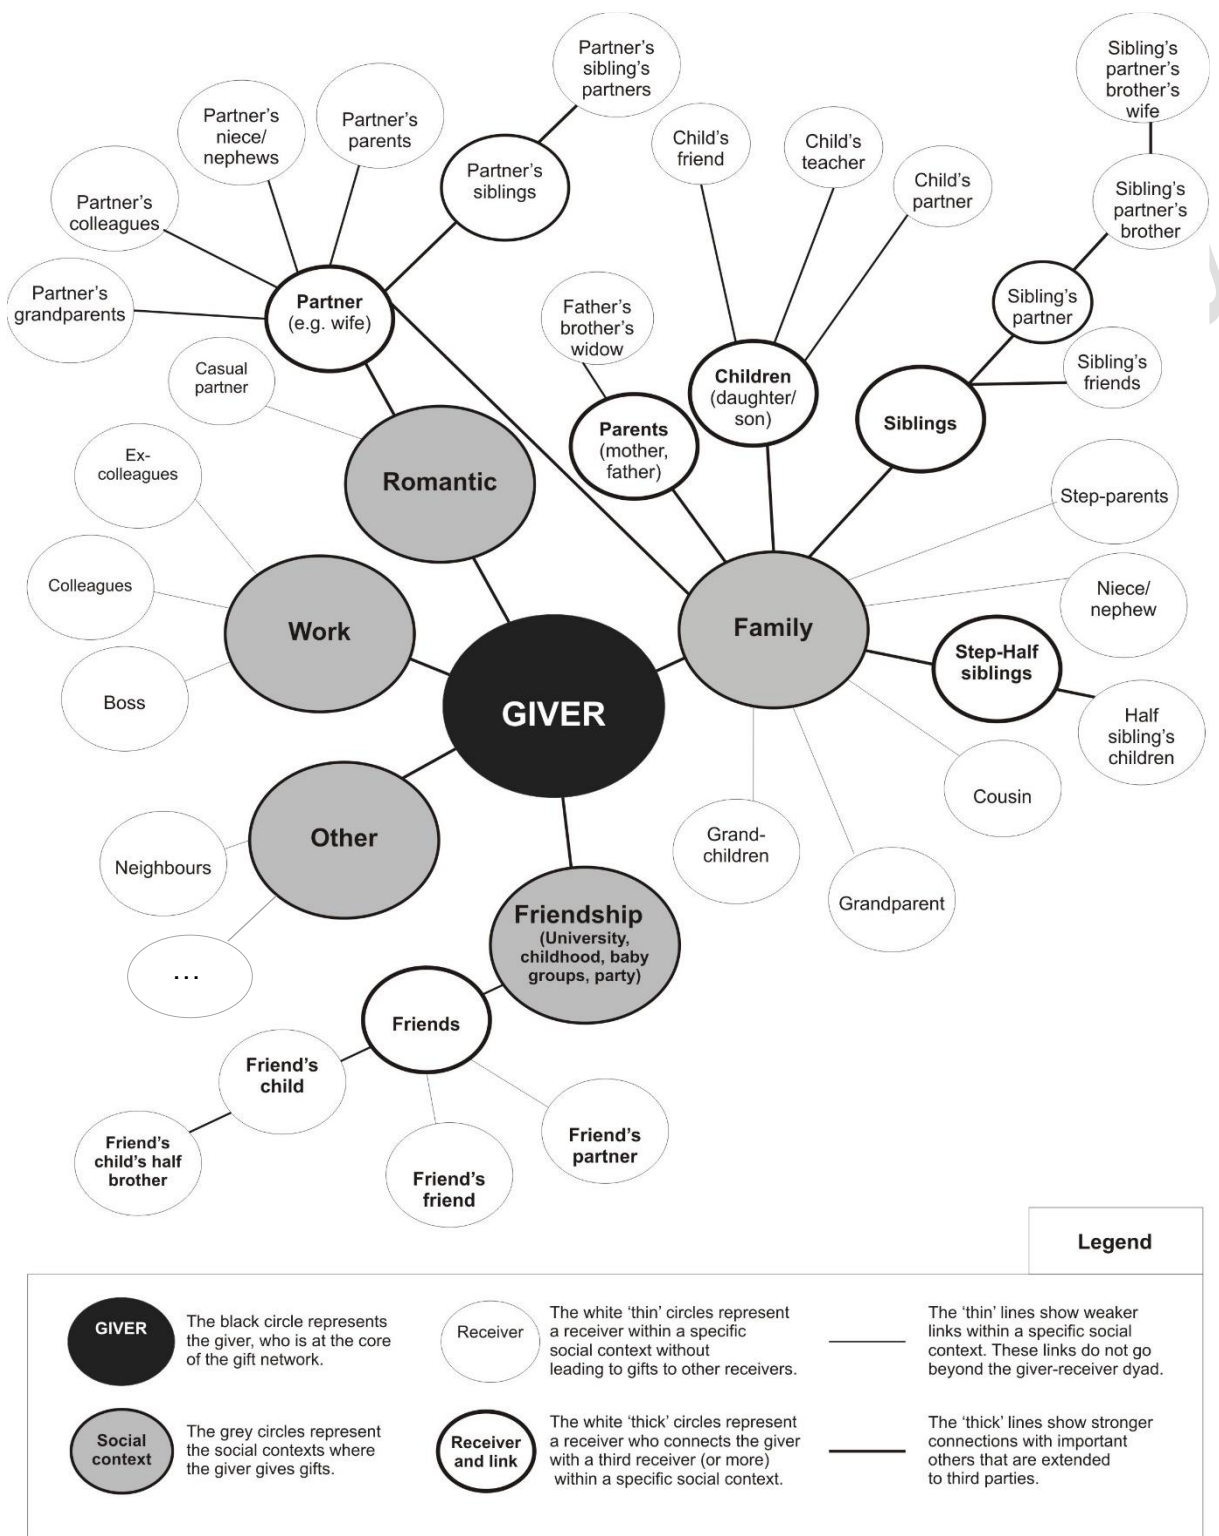 Partner's
sibling's
partners
Sibling's
partner's
brother's
wife
Partner's
niece/
nephews
Partner's
parents
Partner's
siblings
Child's
friend
Child's
teacher
Child's
partner
Sibling's
partner's
brother
Partner's
colleagues
Partner's
grandparents
Partner
(e.g. wife)
Father's
brother's
widow
Sibling's
partner
Casual
partner
Children
(daughter/
son)
Sibling's
friends
Parents
(mother,
father)
Siblings
Ex-
colleagues
Romantic
Step-parents
Colleagues
Work
Family
Niece/
nephew
Step-Half
siblings
Boss
GIVER
Half
sibling's
children
Cousin
Other
Grand-
children
Neighbours
Grandparent
Friendship
(University,
childhood, baby
groups, party)
...
Friends
Friend's
child
Friend's
child's half
brother
Friend's
partner
Friend's
friend
Legend
GIVER
The black circle represents
the giver, who is at the core
of the gift network.
Receiver
The white 'thin' circles represent
a receiver within a specific
social context without
leading to gifts to other receivers.
The 'thin' lines show weaker
links within a specific social
context. These links do not go
beyond the giver-receiver dyad.
Social
context
The grey circles represent
the social contexts where
the giver gives gifts.
Receiver
and link
The white 'thick' circles represent
a receiver who connects the giver
with a third receiver (or more)
within a specific social context.
The 'thick' lines show stronger
connections with important
others that are extended
to third parties.